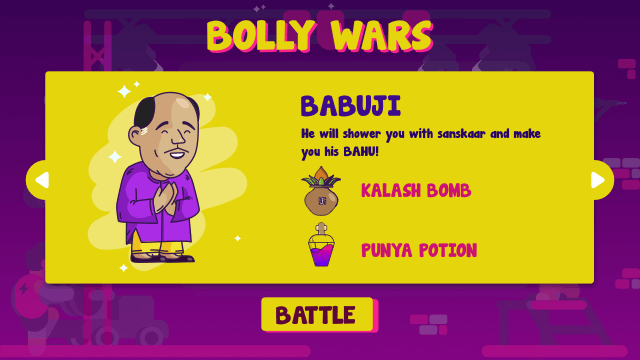 BOLLY WARS
BABUJI
He will shower you with sanskaar and make
you his BAHU!
KALASH BOMB
PUNYA POTION
BATTLE